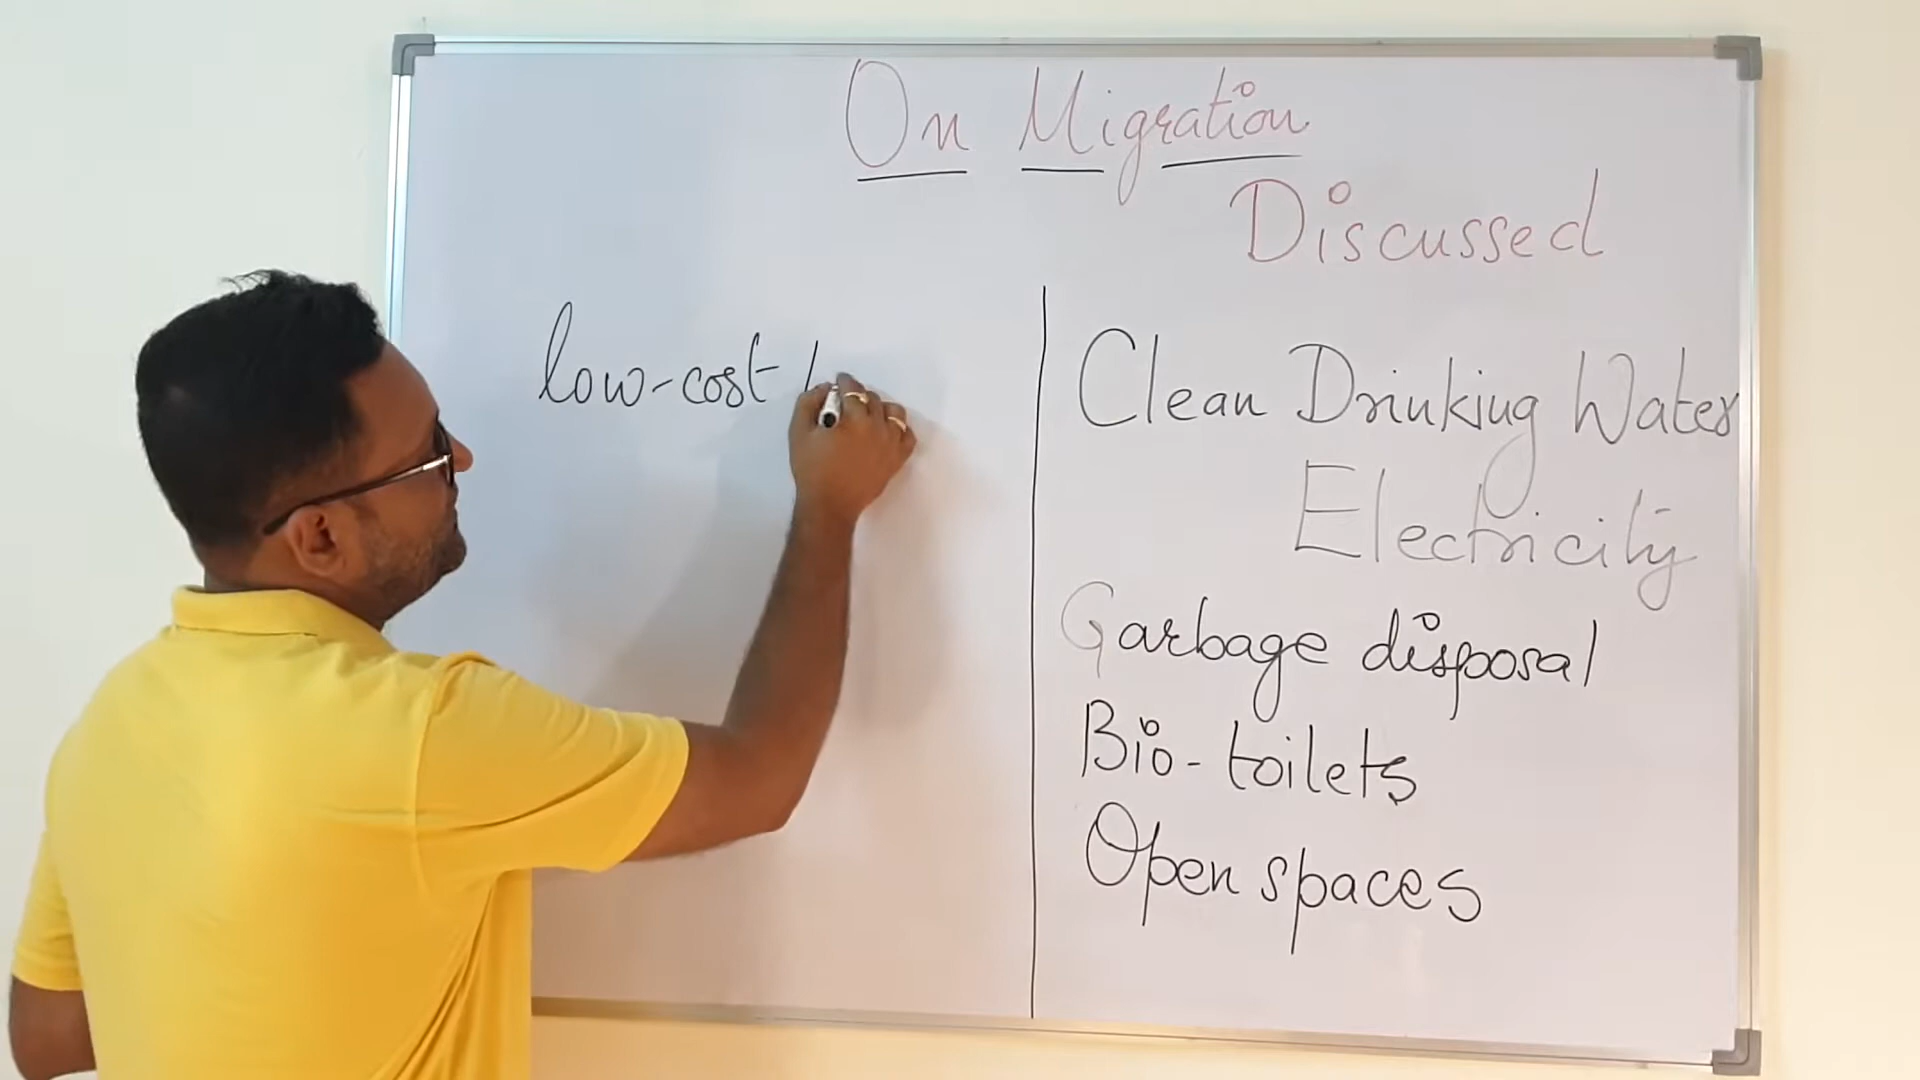 On Migration
Discussed
low-cost
Clean Drinking Water
Electricity
Garbage disposal
Bio-toilets
Open spaces